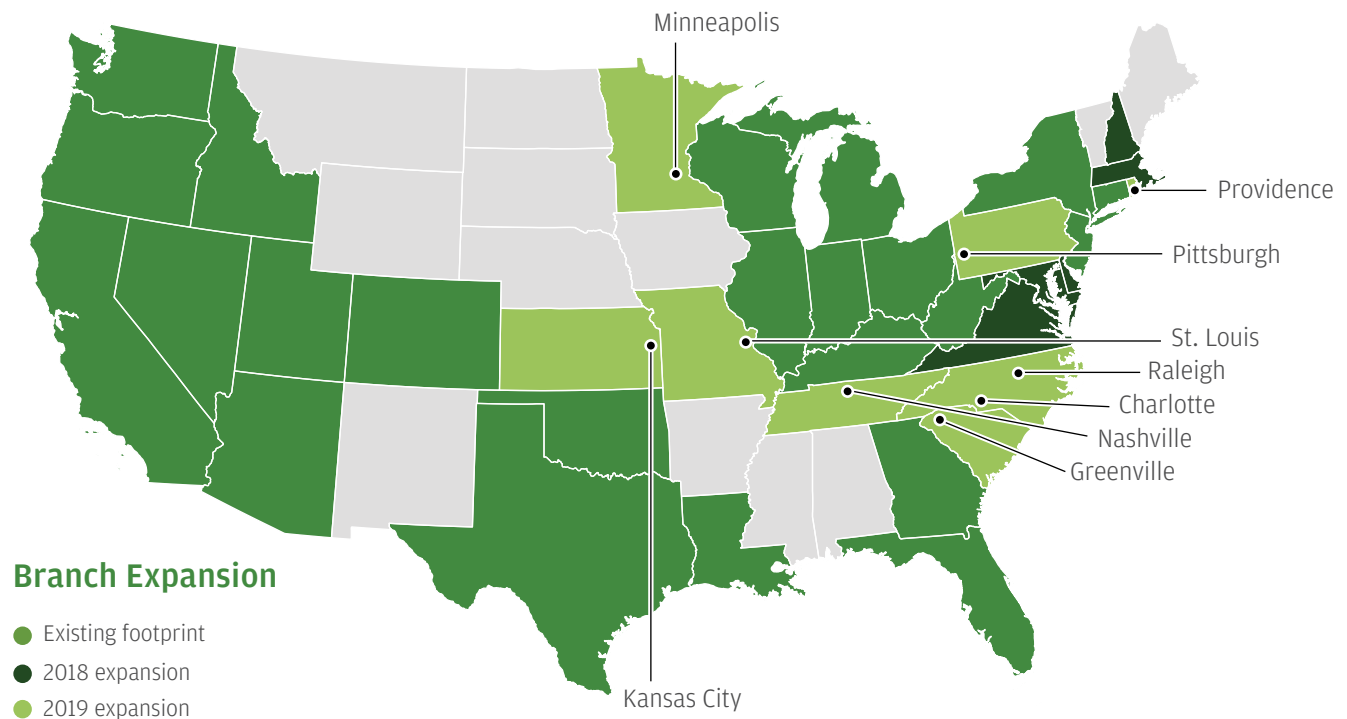 Minneapolis
Providence
Pittsburgh
St. Louis
Raleigh
Charlotte
Nashville
Greenville
Branch Expansion
Existing footprint
2018 expansion
2019 expansion
Kansas City